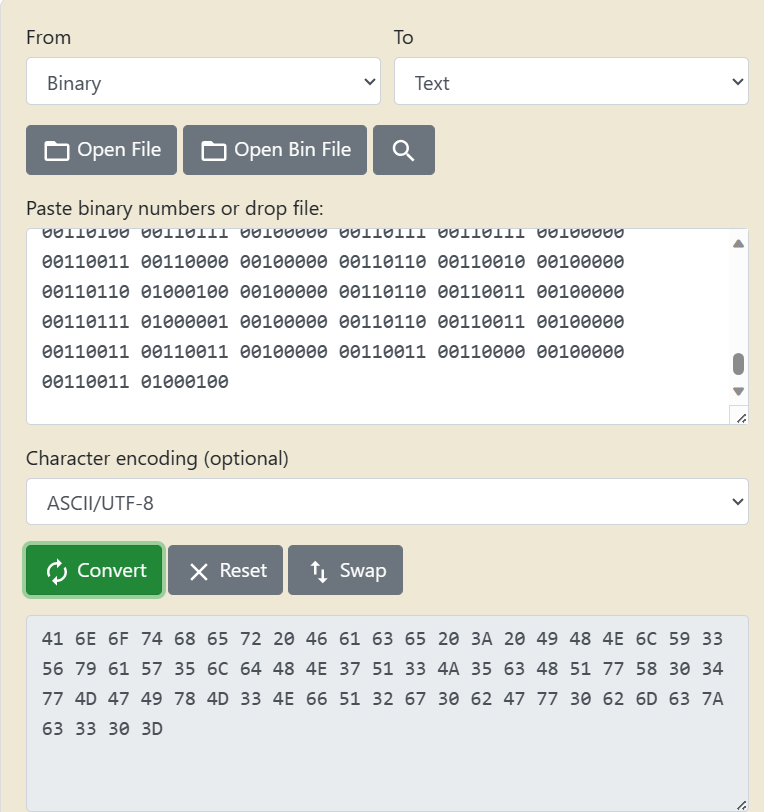 From
To
Binary
Text
Open File
Open Bin File
Paste binary numbers or drop file:
00110100 00110111 00100000 00110111 00110111 00100000
00110011 00110000 00100000 00110110 00110010 00100000
00110110 01000100 00100000 00110110 00110011 00100000
00110111 01000001 00100000 00110110 00110011 00100000
00110011 00110011 00100000 00110011 00110000 00100000
00110011 01000100
Character encoding (optional)
ASCII/UTF-8
Convert
Reset
Swap
41 6E 6F 74 68 65 72 20 46 61 63 65 20 3A 20 49 48 4E 6C 59 33
56 79 61 57 35 6C 64 48 4E 37 51 33 4A 35 63 48 51 77 58 30 34
77 4D 47 49 78 4D 33 4E 66 51 32 67 30 62 47 77 30 62 6D 63 7A
63 33 30 3D